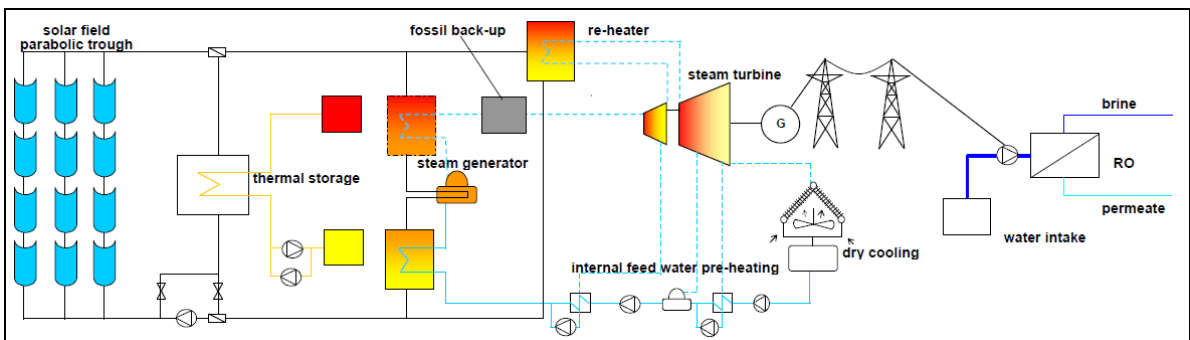 solar field
parabolic trough
fossil back-up
re-heater
steam turbine
G
brine
RO
permeate
water intake
steam generator
thermal storage
dry cooling
internal feed water pre-heating